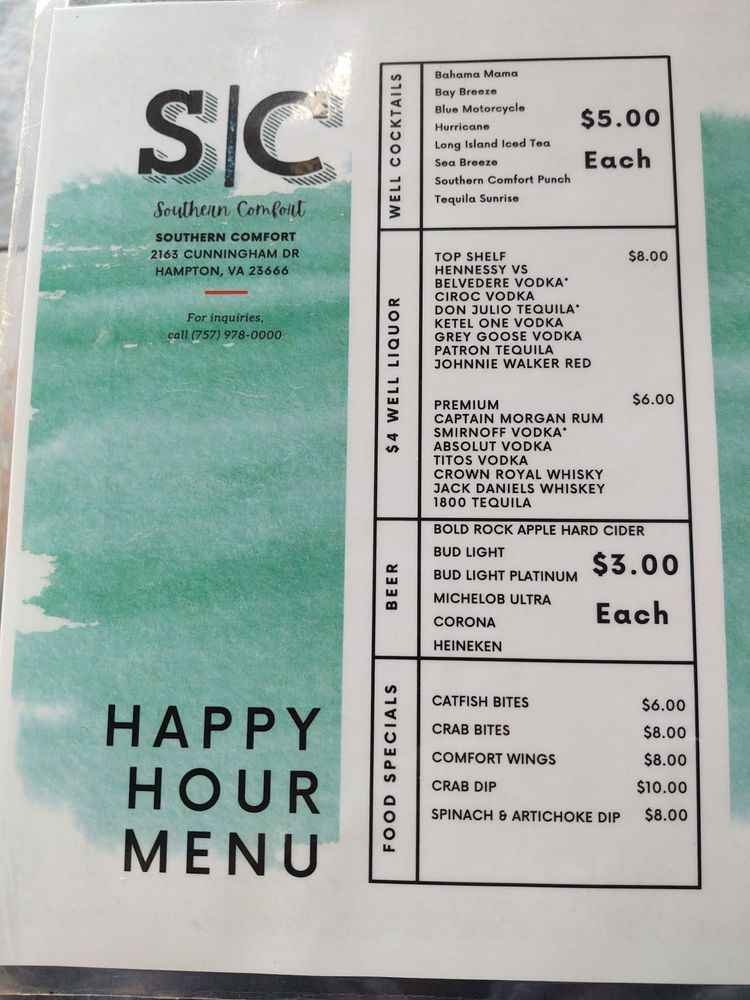 S|C
Southern Comfort
SOUTHERN COMFORT
2163 CUNNINGHAM DR
HAMPTON, VA 23666
For inquiries,
call (757) 978-0000
HAPPY
HOUR
MENU
WELL COCKTAILS
Bahama Mama
Bay Breeze
Blue Motorcycle
Hurricane
Long Island Iced Tea
Sea Breeze
Southern Comfort Punch
Tequila Sunrise
$5.00
Each
$4 WELL LIQUOR
TOP SHELF $8.00
HENNESSY VS
BELVEDERE VODKA*
CIROC VODKA
DON JULIO TEQUILA*
KETEL ONE VODKA
GREY GOOSE VODKA
PATRON TEQUILA
JOHNNIE WALKER RED
PREMIUM $6.00
CAPTAIN MORGAN RUM
SMIRNOFF VODKA*
ABSOLUT VODKA
TITOS VODKA
CROWN ROYAL WHISKY
JACK DANIELS WHISKEY
1800 TEQUILA
BEER
BOLD ROCK APPLE HARD CIDER
BUD LIGHT
BUD LIGHT PLATINUM
MICHELOB ULTRA
CORONA
HEINEKEN
$3.00
Each
FOOD SPECIALS
CATFISH BITES $6.00
CRAB BITES $8.00
COMFORT WINGS $8.00
CRAB DIP $10.00
SPINACH & ARTICHOKE DIP $8.00